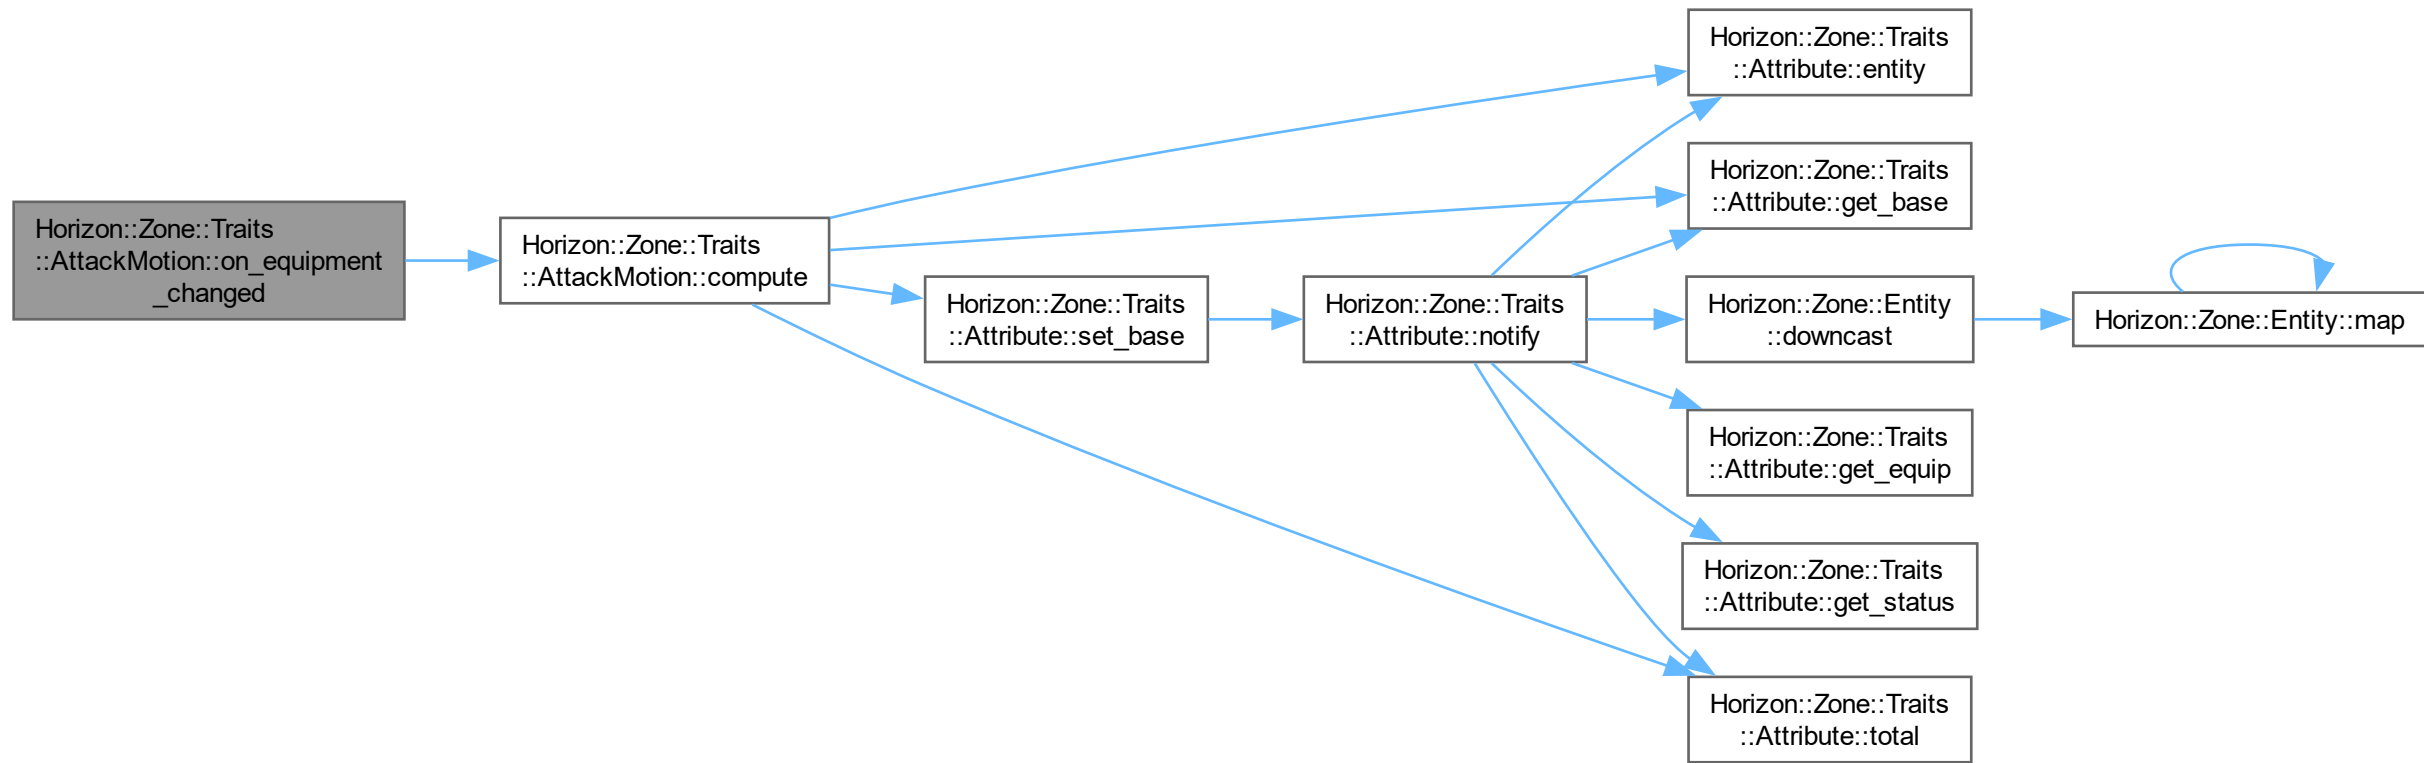 Horizon::Zone::Traits
::AttackMotion::on_equipment
_changed
Horizon::Zone::Traits
::AttackMotion::compute
Horizon::Zone::Traits
::Attribute::set_base
Horizon::Zone::Traits
::Attribute::notify
Horizon::Zone::Traits
::Attribute::entity
Horizon::Zone::Traits
::Attribute::get_base
Horizon::Zone::Entity
::downcast
Horizon::Zone::Traits
::Attribute::get_equip
Horizon::Zone::Traits
::Attribute::get_status
Horizon::Zone::Traits
::Attribute::total
Horizon::Zone::Entity::map